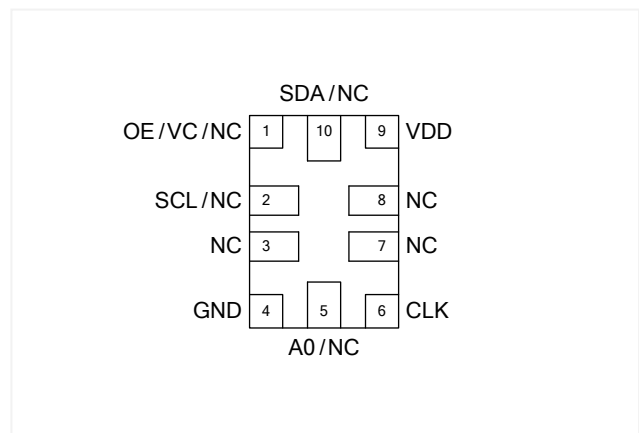 SDA/NC
OE/VC/NC 1 10 9 VDD
SCL/NC 2 8 NC
NC 3 7 NC
GND 4 5 6 CLK
A0/NC